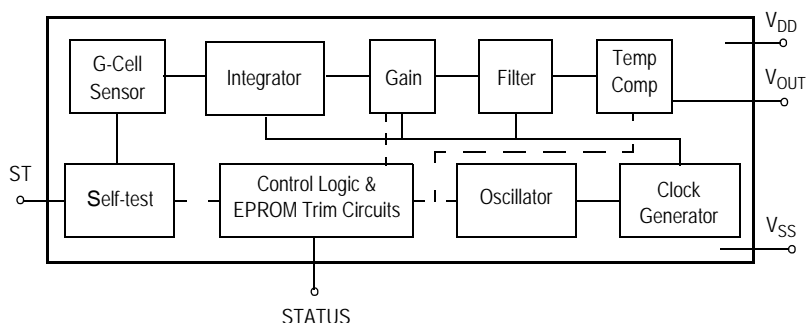 V_DD
G-Cell
Sensor
Integrator
Gain
Filter
Temp
Comp
V_OUT
ST
Self-test
Control Logic &
EPROM Trim Circuits
Oscillator
Clock
Generator
V_SS
STATUS